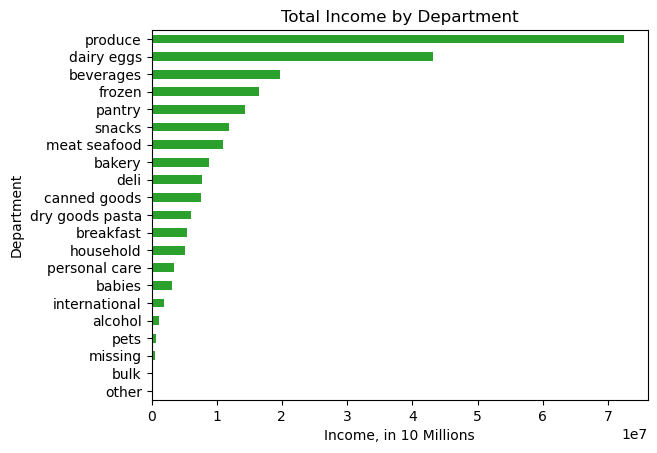 Total Income by Department
Department
produce
dairy eggs
beverages
frozen
pantry
snacks
meat seafood
bakery
deli
canned goods
dry goods pasta
breakfast
household
personal care
babies
international
alcohol
pets
missing
bulk
other
0 1 2 3 4 5 6 7
1e7
Income, in 10 Millions